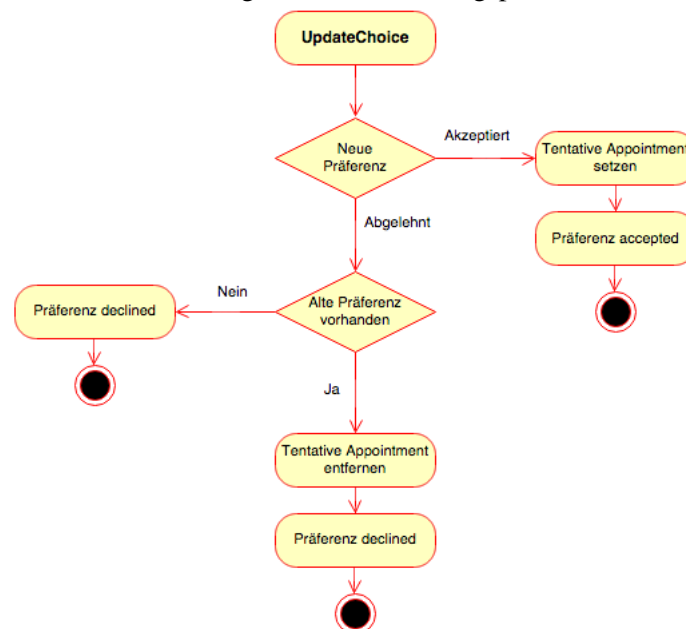 UpdateChoice
Neue
Präferenz
Akzeptiert
Tentative Appointment
setzen
Abgelehnt
Präferenz accepted
Nein
Präferenz declined
Alte Präferenz
vorhanden
Ja
Tentative Appointment
entfernen
Präferenz declined